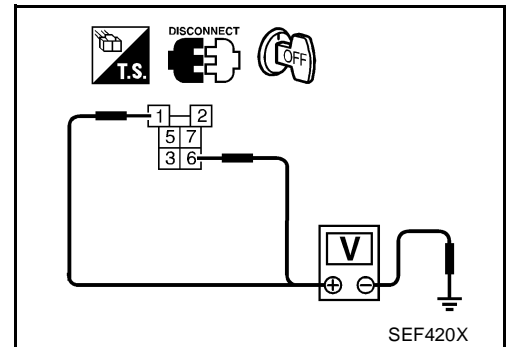 DISCONNECT
T.S.
OFF
1 2
5 7
3 6
V
+ −
SEF420X